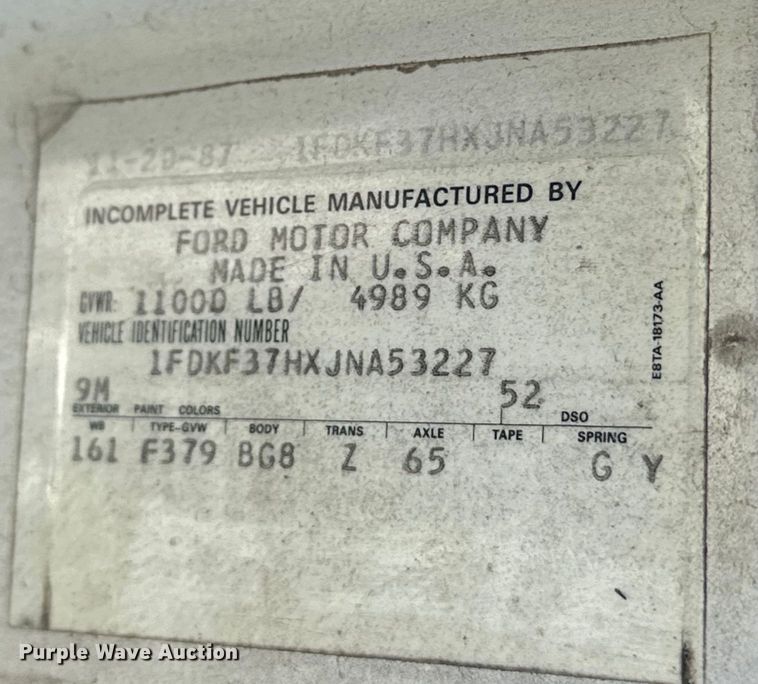 11-20-87 1FDKF37HXJNA53227
INCOMPLETE VEHICLE MANUFACTURED BY
FORD MOTOR COMPANY
MADE IN U.S.A.
GVWR: 11000 LB/ 4989 KG
VEHICLE IDENTIFICATION NUMBER
1FDKF37HXJNA53227
9M 52
EXTERIOR PAINT COLORS DSO
WB TYPE-GVW BODY TRANS AXLE TAPE SPRING
161 F379 BG8 Z 65 G Y
E8TA-18173-AA
Purple Wave Auction